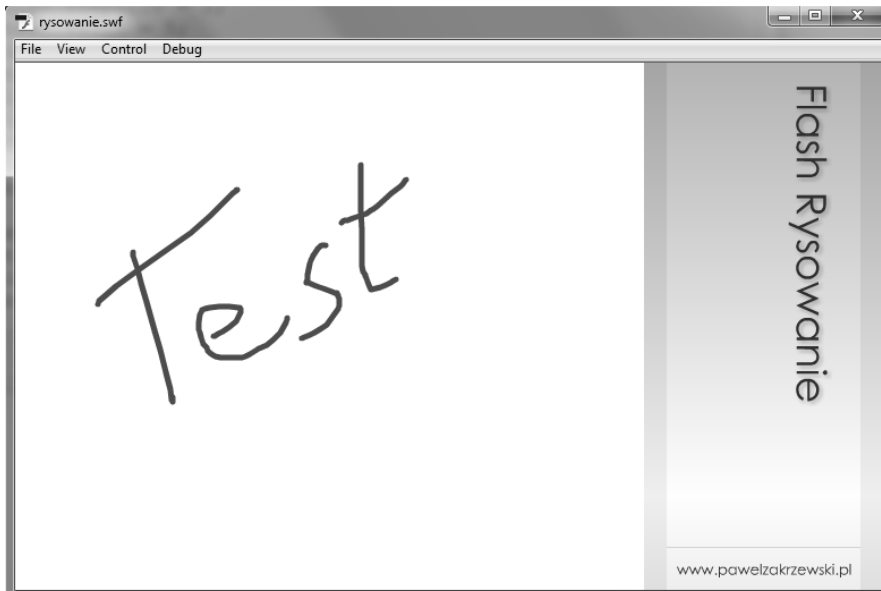 rysowanie.swf
File View Control Debug
Test
Flash Rysowanie
www.pawelzakrzewski.pl